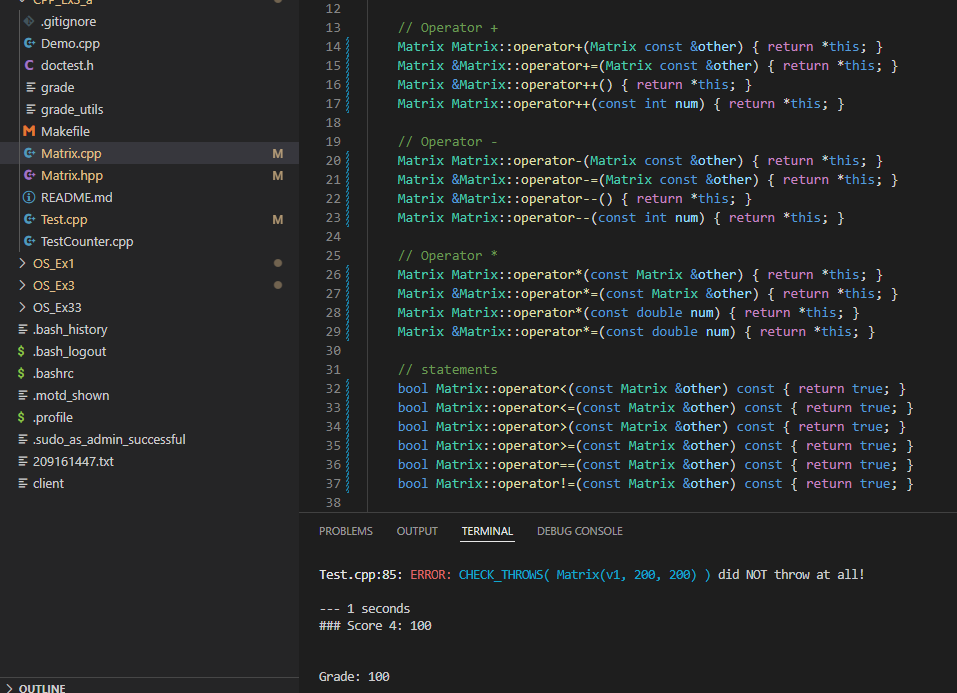 CPP_Ex3_a
.gitignore
Demo.cpp
doctest.h
grade
grade_utils
Makefile
Matrix.cpp M
Matrix.hpp M
README.md
Test.cpp M
TestCounter.cpp
OS_Ex1
OS_Ex3
OS_Ex33
.bash_history
.bash_logout
.bashrc
.motd_shown
.profile
.sudo_as_admin_successful
209161447.txt
client
OUTLINE
12
13 // Operator +
14 Matrix Matrix::operator+(Matrix const &other) { return *this; }
15 Matrix &Matrix::operator+=(Matrix const &other) { return *this; }
16 Matrix &Matrix::operator++() { return *this; }
17 Matrix Matrix::operator++(const int num) { return *this; }
18
19 // Operator -
20 Matrix Matrix::operator-(Matrix const &other) { return *this; }
21 Matrix &Matrix::operator-=(Matrix const &other) { return *this; }
22 Matrix &Matrix::operator--() { return *this; }
23 Matrix Matrix::operator--(const int num) { return *this; }
24
25 // Operator *
26 Matrix Matrix::operator*(const Matrix &other) { return *this; }
27 Matrix &Matrix::operator*=(const Matrix &other) { return *this; }
28 Matrix Matrix::operator*(const double num) { return *this; }
29 Matrix &Matrix::operator*=(const double num) { return *this; }
30
31 // statements
32 bool Matrix::operator<(const Matrix &other) const { return true; }
33 bool Matrix::operator<=(const Matrix &other) const { return true; }
34 bool Matrix::operator>(const Matrix &other) const { return true; }
35 bool Matrix::operator>=(const Matrix &other) const { return true; }
36 bool Matrix::operator==(const Matrix &other) const { return true; }
37 bool Matrix::operator!=(const Matrix &other) const { return true; }
38
PROBLEMS OUTPUT TERMINAL DEBUG CONSOLE
Test.cpp:85: ERROR: CHECK_THROWS( Matrix(v1, 200, 200) ) did NOT throw at all!
--- 1 seconds
### Score 4: 100
Grade: 100